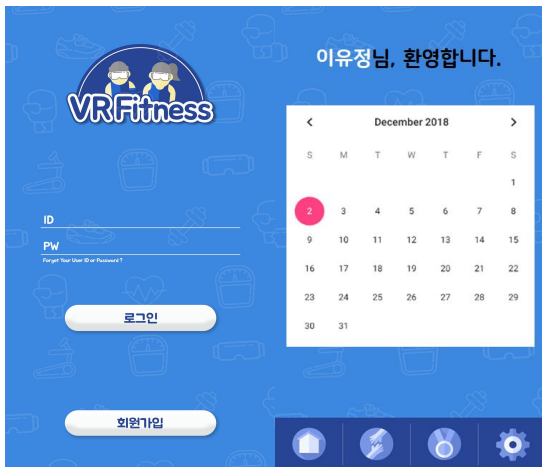 VR Fitness
ID
PW
Forget Your User ID or Password ?
로그인
회원가입
이유정님, 환영합니다.
< December 2018 >
S M T W T F S
1
2 3 4 5 6 7 8
9 10 11 12 13 14 15
16 17 18 19 20 21 22
23 24 25 26 27 28 29
30 31